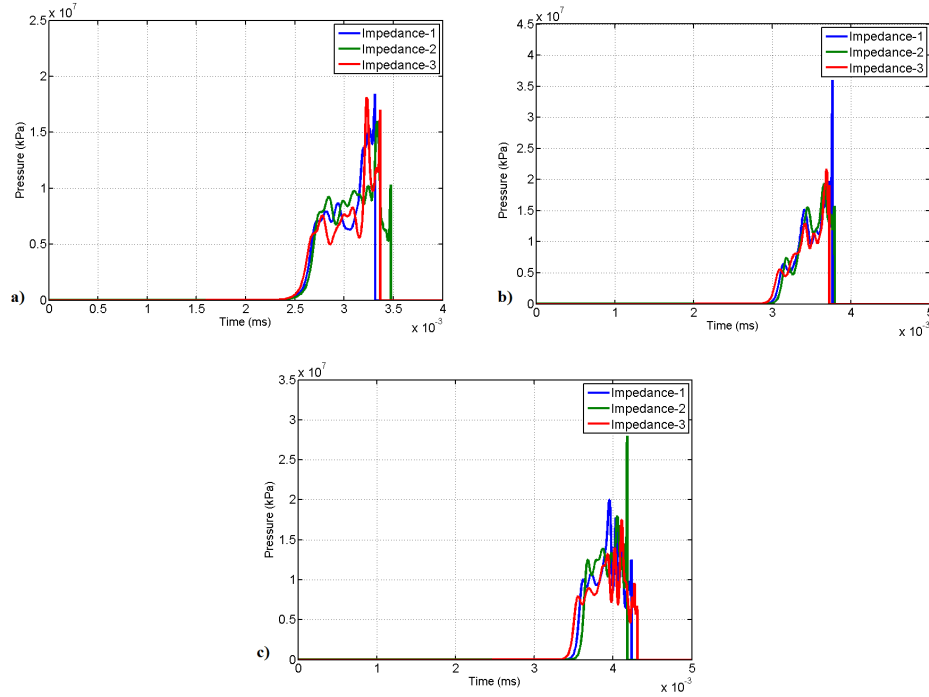 2.5 x 10^7
2
1.5
1
0.5
0
Pressure (kPa)
a)
0 0.5 1 1.5 2 2.5 3 3.5 4
Time (ms)
x 10^-3
Impedance-1
Impedance-2
Impedance-3
4.5 x 10^7
4
3.5
3
2.5
2
1.5
1
0.5
0
Pressure (kPa)
b)
0 1 2 3 4 5
Time (ms)
x 10^-3
Impedance-1
Impedance-2
Impedance-3
3.5 x 10^7
3
2.5
2
1.5
1
0.5
0
Pressure (kPa)
c)
0 1 2 3 4 5
Time (ms)
x 10^-3
Impedance-1
Impedance-2
Impedance-3